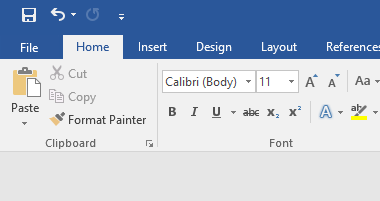 File Home Insert Design Layout References
Cut
Calibri (Body) 11 A A Aa
Copy
Paste
Format Painter
B I U abc x₂ x² A ab
Clipboard Font